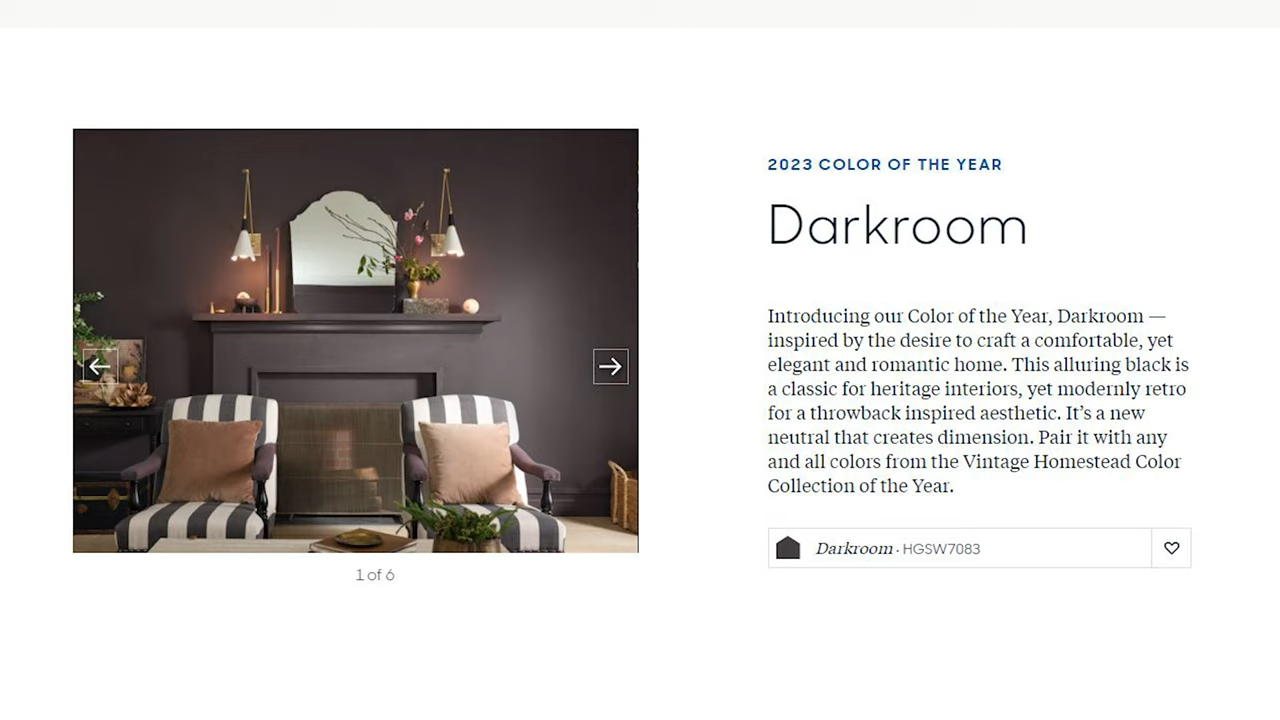 2023 COLOR OF THE YEAR
Darkroom
Introducing our Color of the Year, Darkroom —
inspired by the desire to craft a comfortable, yet
elegant and romantic home. This alluring black is
a classic for heritage interiors, yet modernly retro
for a throwback inspired aesthetic. It’s a new
neutral that creates dimension. Pair it with any
and all colors from the Vintage Homestead Color
Collection of the Year.
Darkroom · HGSW7083
1 of 6